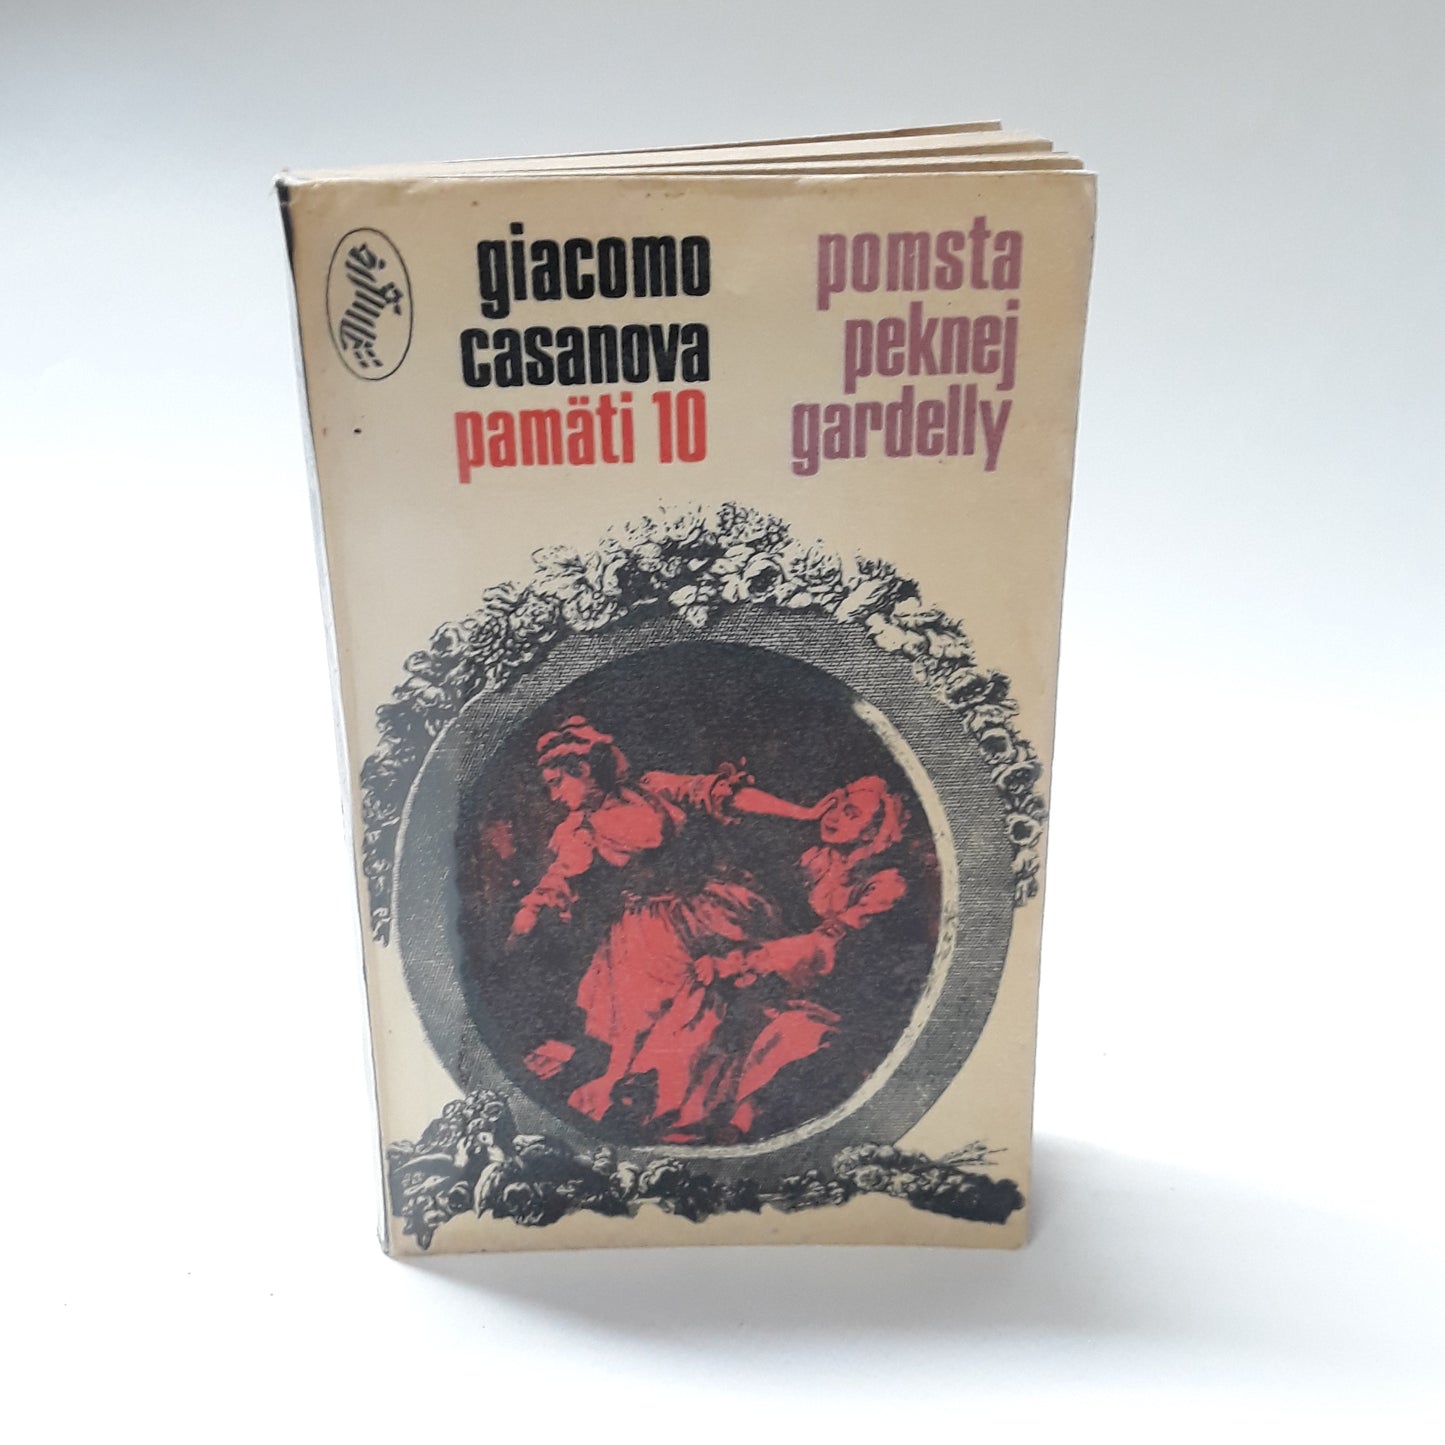 giacomo
casanova
pamäti 10
pomsta
peknej
gardelly